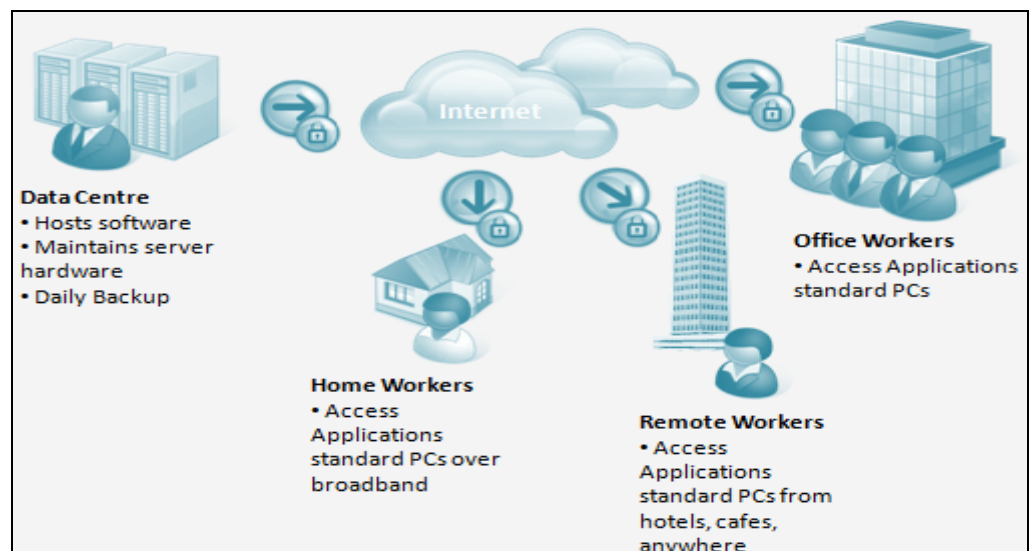 Internet
Data Centre
• Hosts software
• Maintains server
hardware
• Daily Backup
Home Workers
• Access
Applications
standard PCs over
broadband
Remote Workers
• Access
Applications
standard PCs from
hotels, cafes,
anywhere
Office Workers
• Access Applications
standard PCs